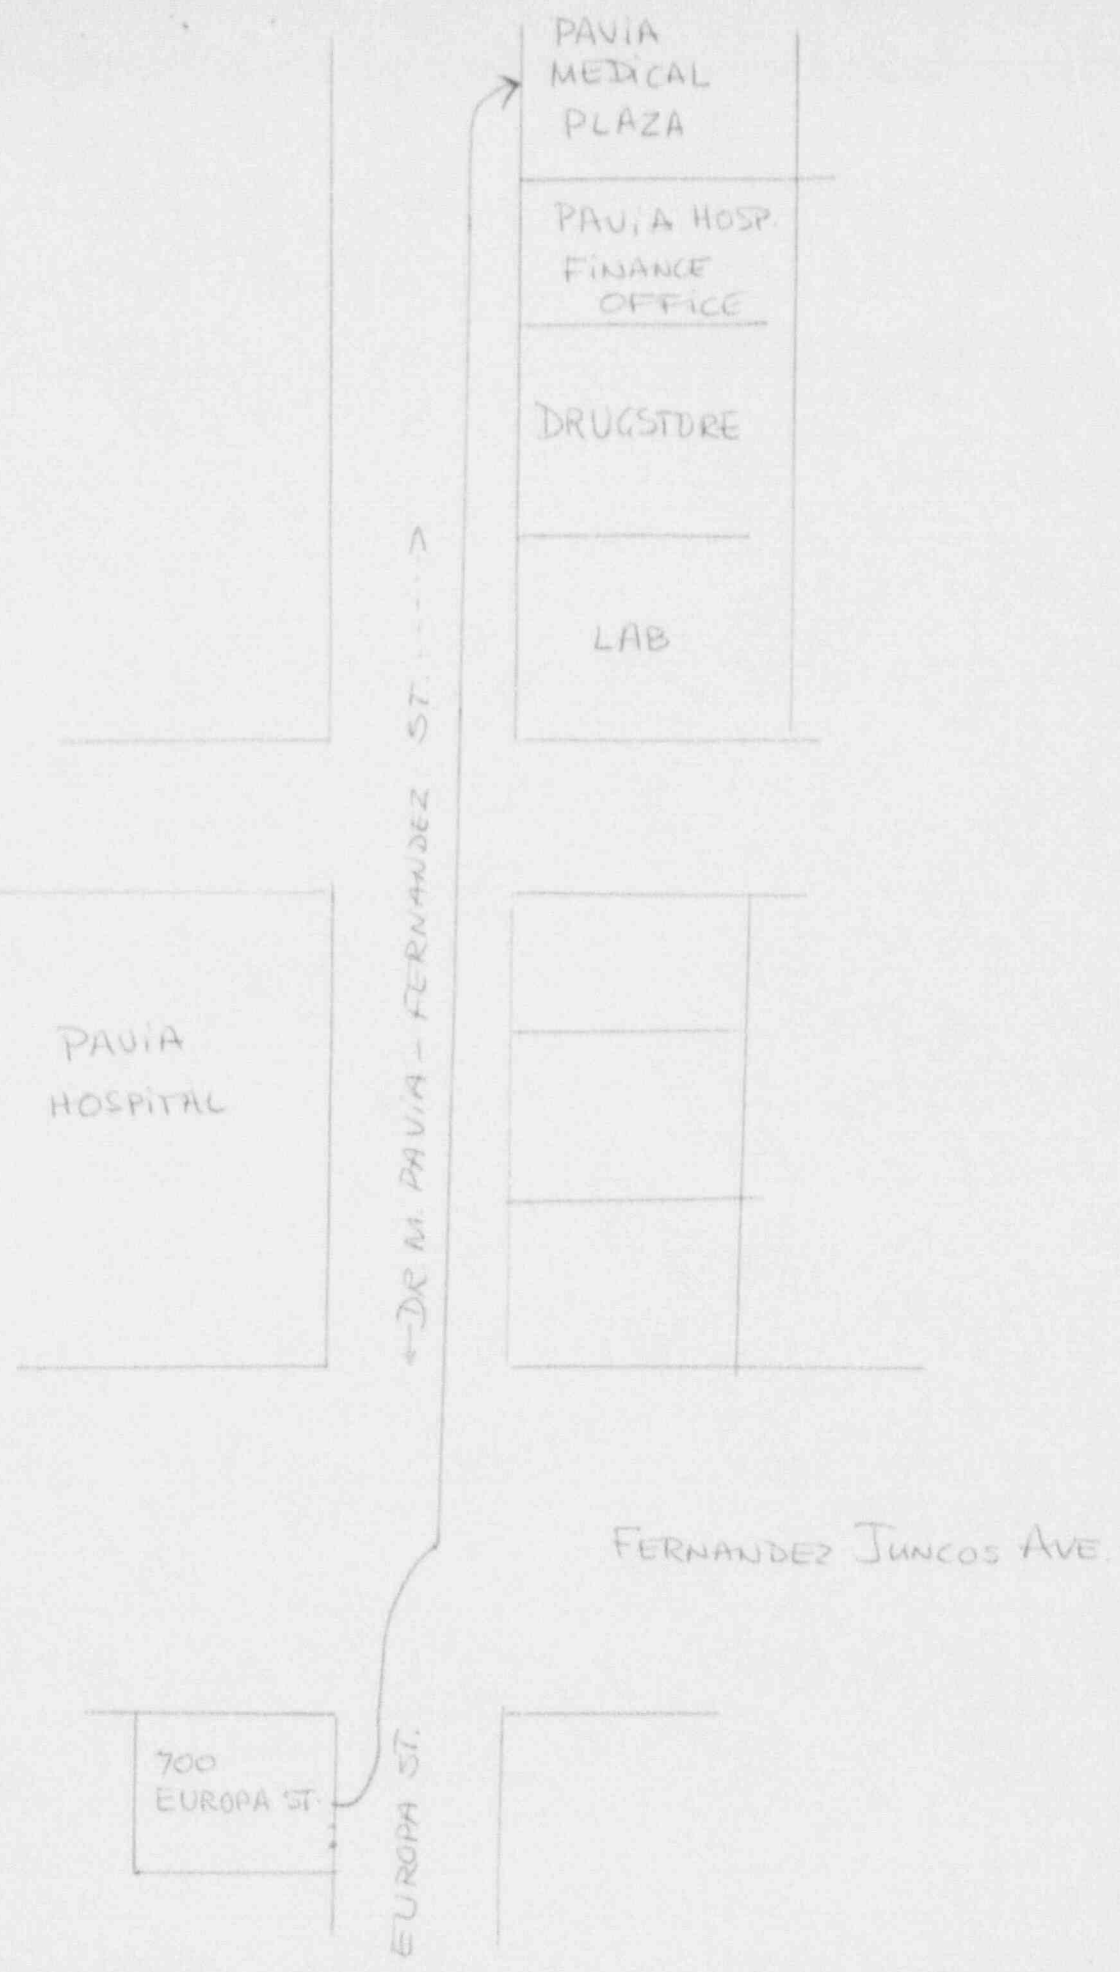 PAVIA
MEDICAL
PLAZA
PAVIA HOSP.
FINANCE
OFFICE
DRUGSTORE
LAB
DR M. PAVIA - FERNANDEZ ST.
PAVIA
HOSPITAL
FERNANDEZ JUNCOS AVE
700
EUROPA ST.
EUROPA ST.